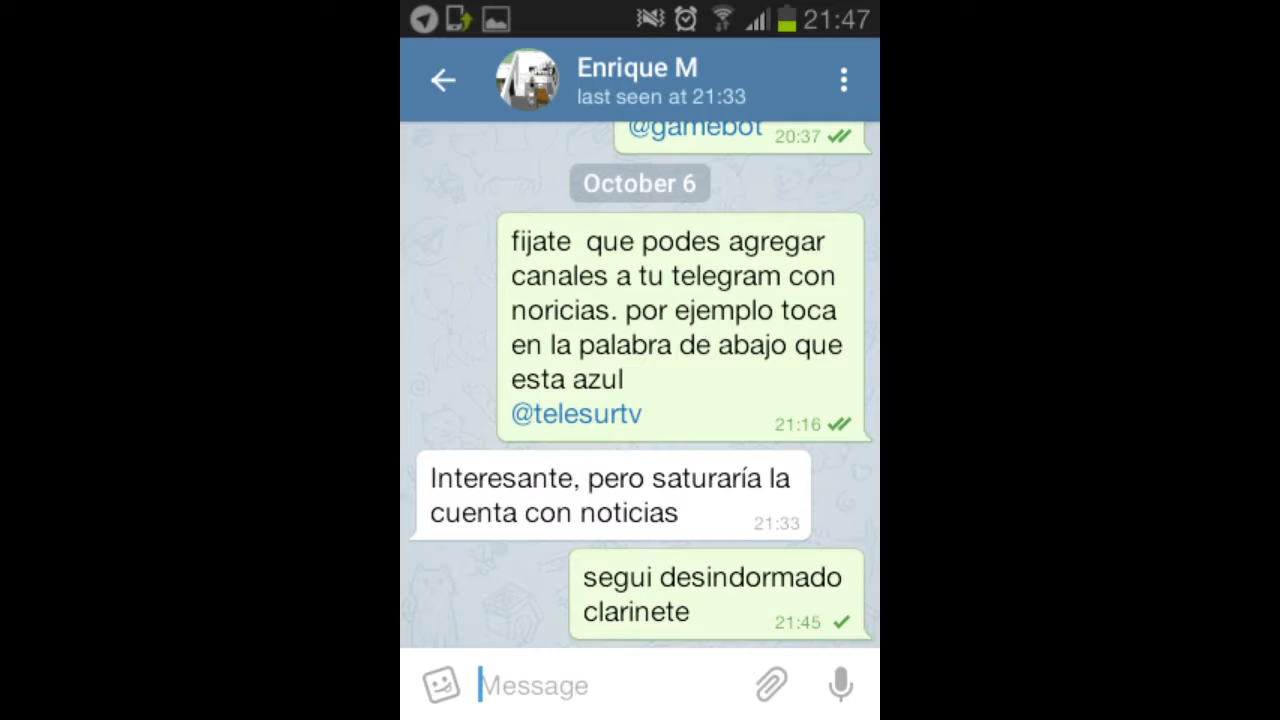 21:47
Enrique M
last seen at 21:33
@gamebot
20:37
October 6
fijate  que podes agregar
canales a tu telegram con
noricias. por ejemplo toca
en la palabra de abajo que
esta azul
@telesurtv
21:16
Interesante, pero saturaría la
cuenta con noticias
21:33
segui desindormado
clarinete
21:45
Message